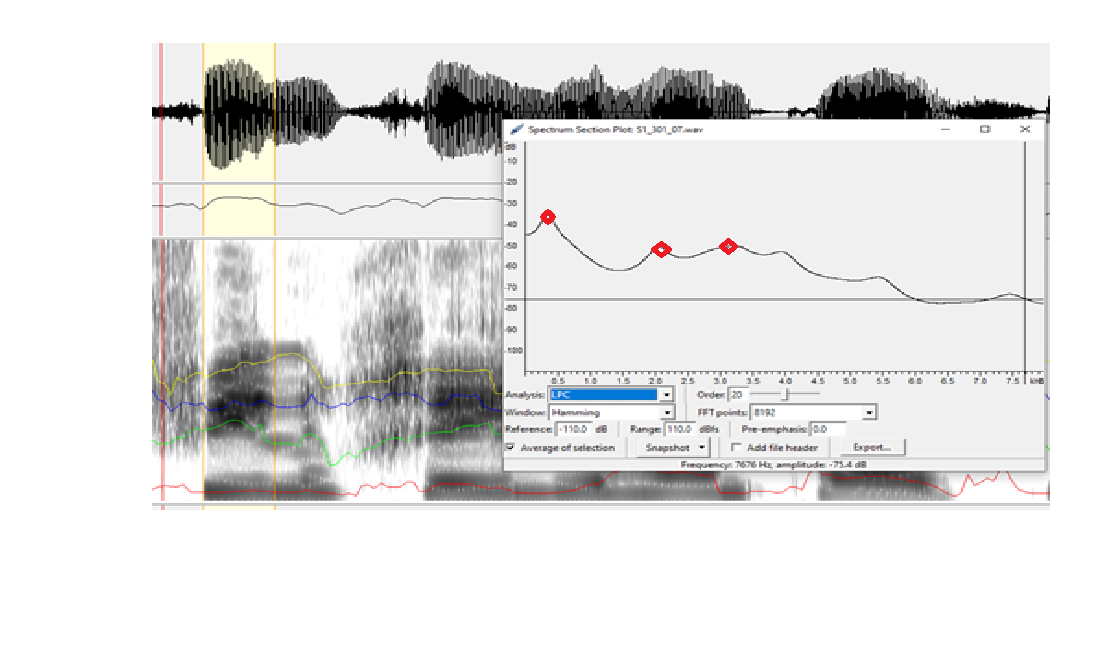 Spectrum Section Plot: S1_301_07.wav
dB
-10
-20
-30
-40
-50
-60
-70
-80
-90
-100
0.5 1.0 1.5 2.0 2.5 3.0 3.5 4.0 4.5 5.0 5.5 6.0 6.5 7.0 7.5 kHz
Analysis: LPC Order: 20
Window: Hamming FFT points: 8192
Reference: -110.0 dB Range: 110.0 dBfs Pre-emphasis: 0.0
Average of selection Snapshot Add file header Export...
Frequency: 7676 Hz, amplitude: -75.4 dB